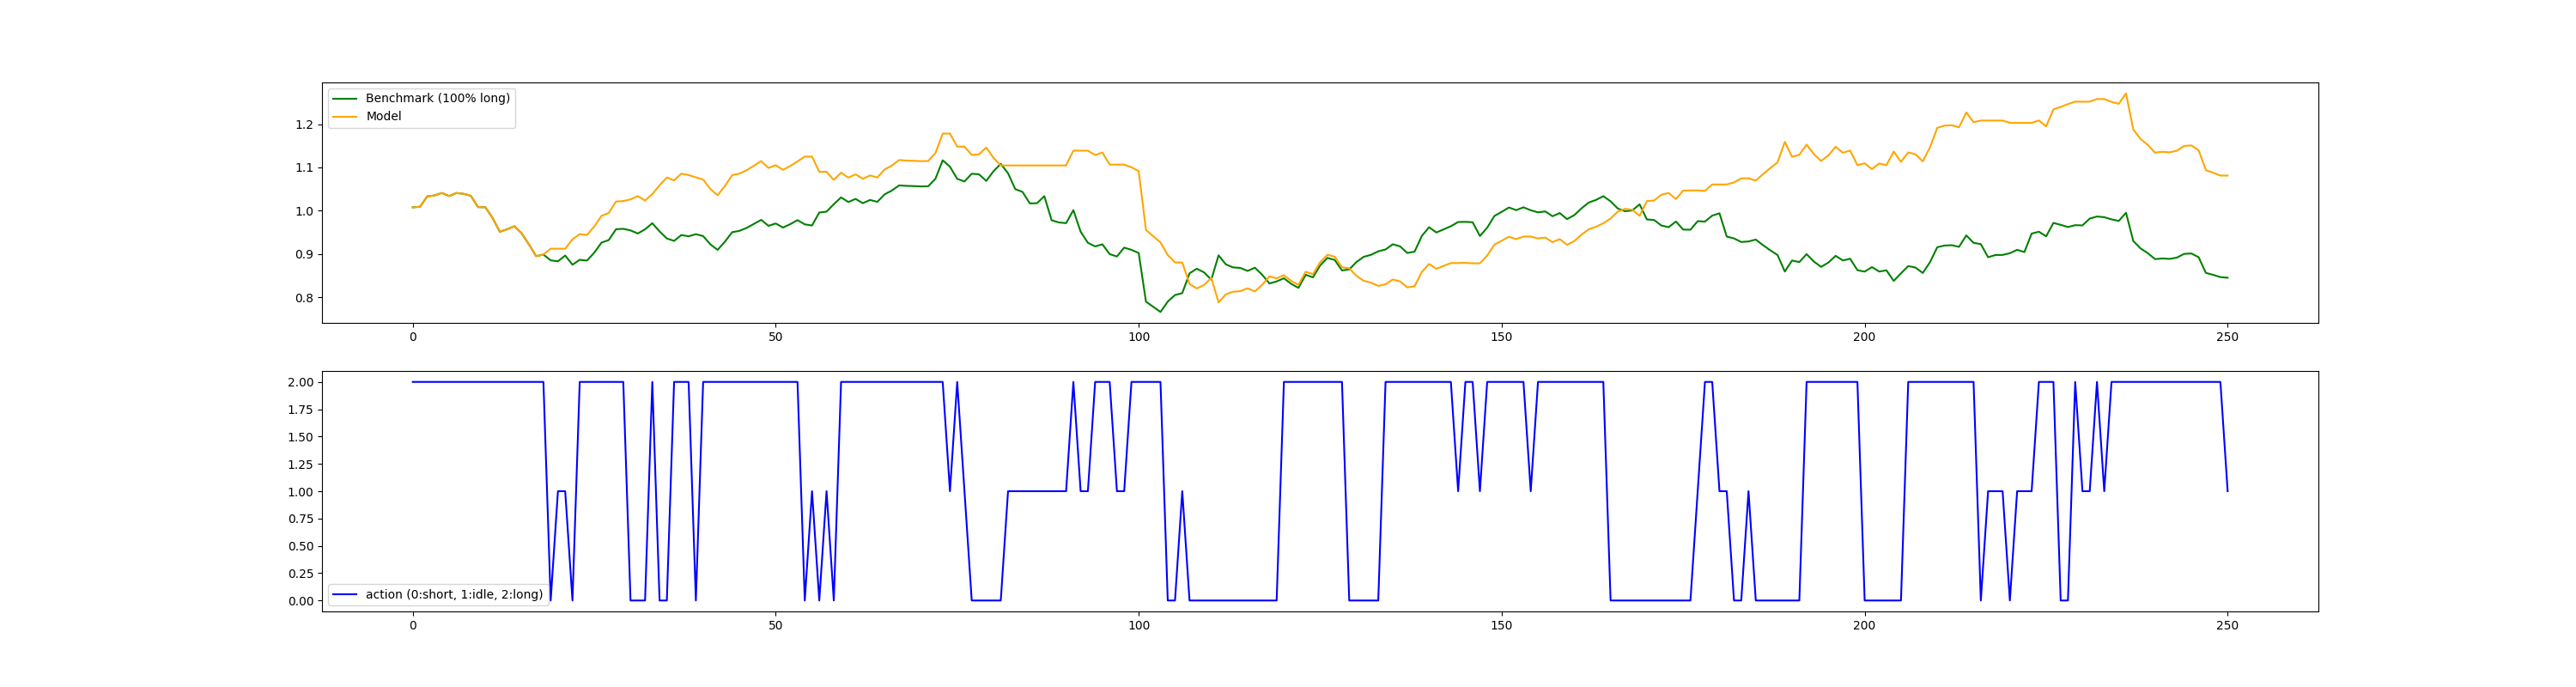 Benchmark (100% long)
Model
1.2
1.1
1.0
0.9
0.8
0 50 100 150 200 250
2.00
1.75
1.50
1.25
1.00
0.75
0.50
0.25
0.00
action (0:short, 1:idle, 2:long)
0 50 100 150 200 250